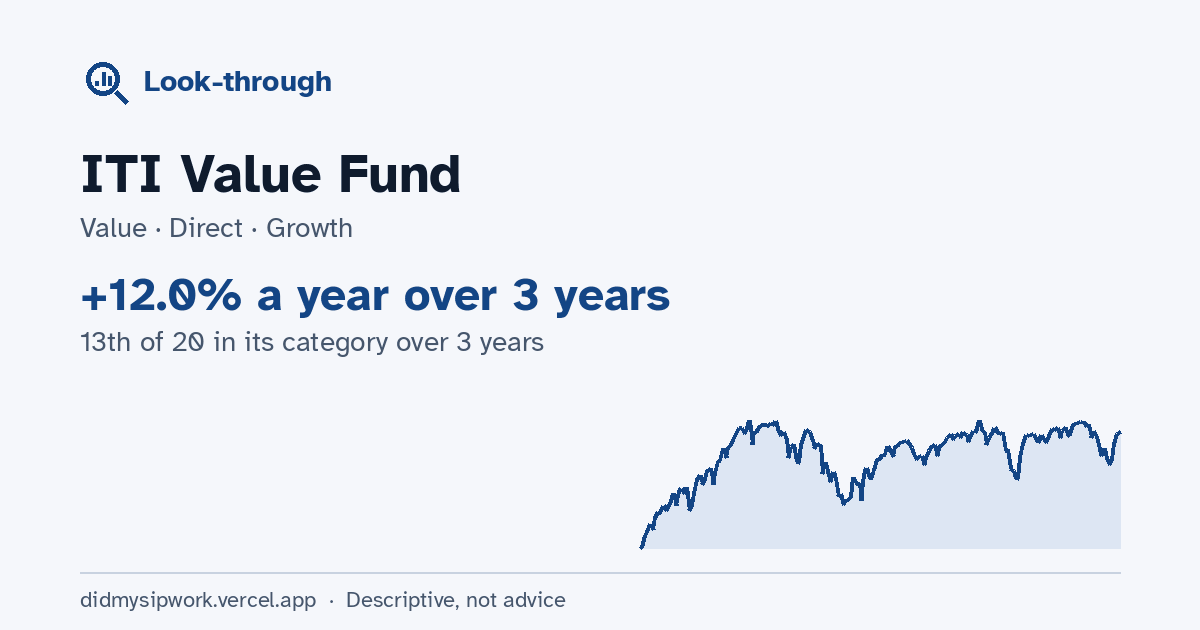 Look-through
ITI Value Fund
Value · Direct · Growth
+12.0% a year over 3 years
13th of 20 in its category over 3 years
didmysipwork.vercel.app · Descriptive, not advice